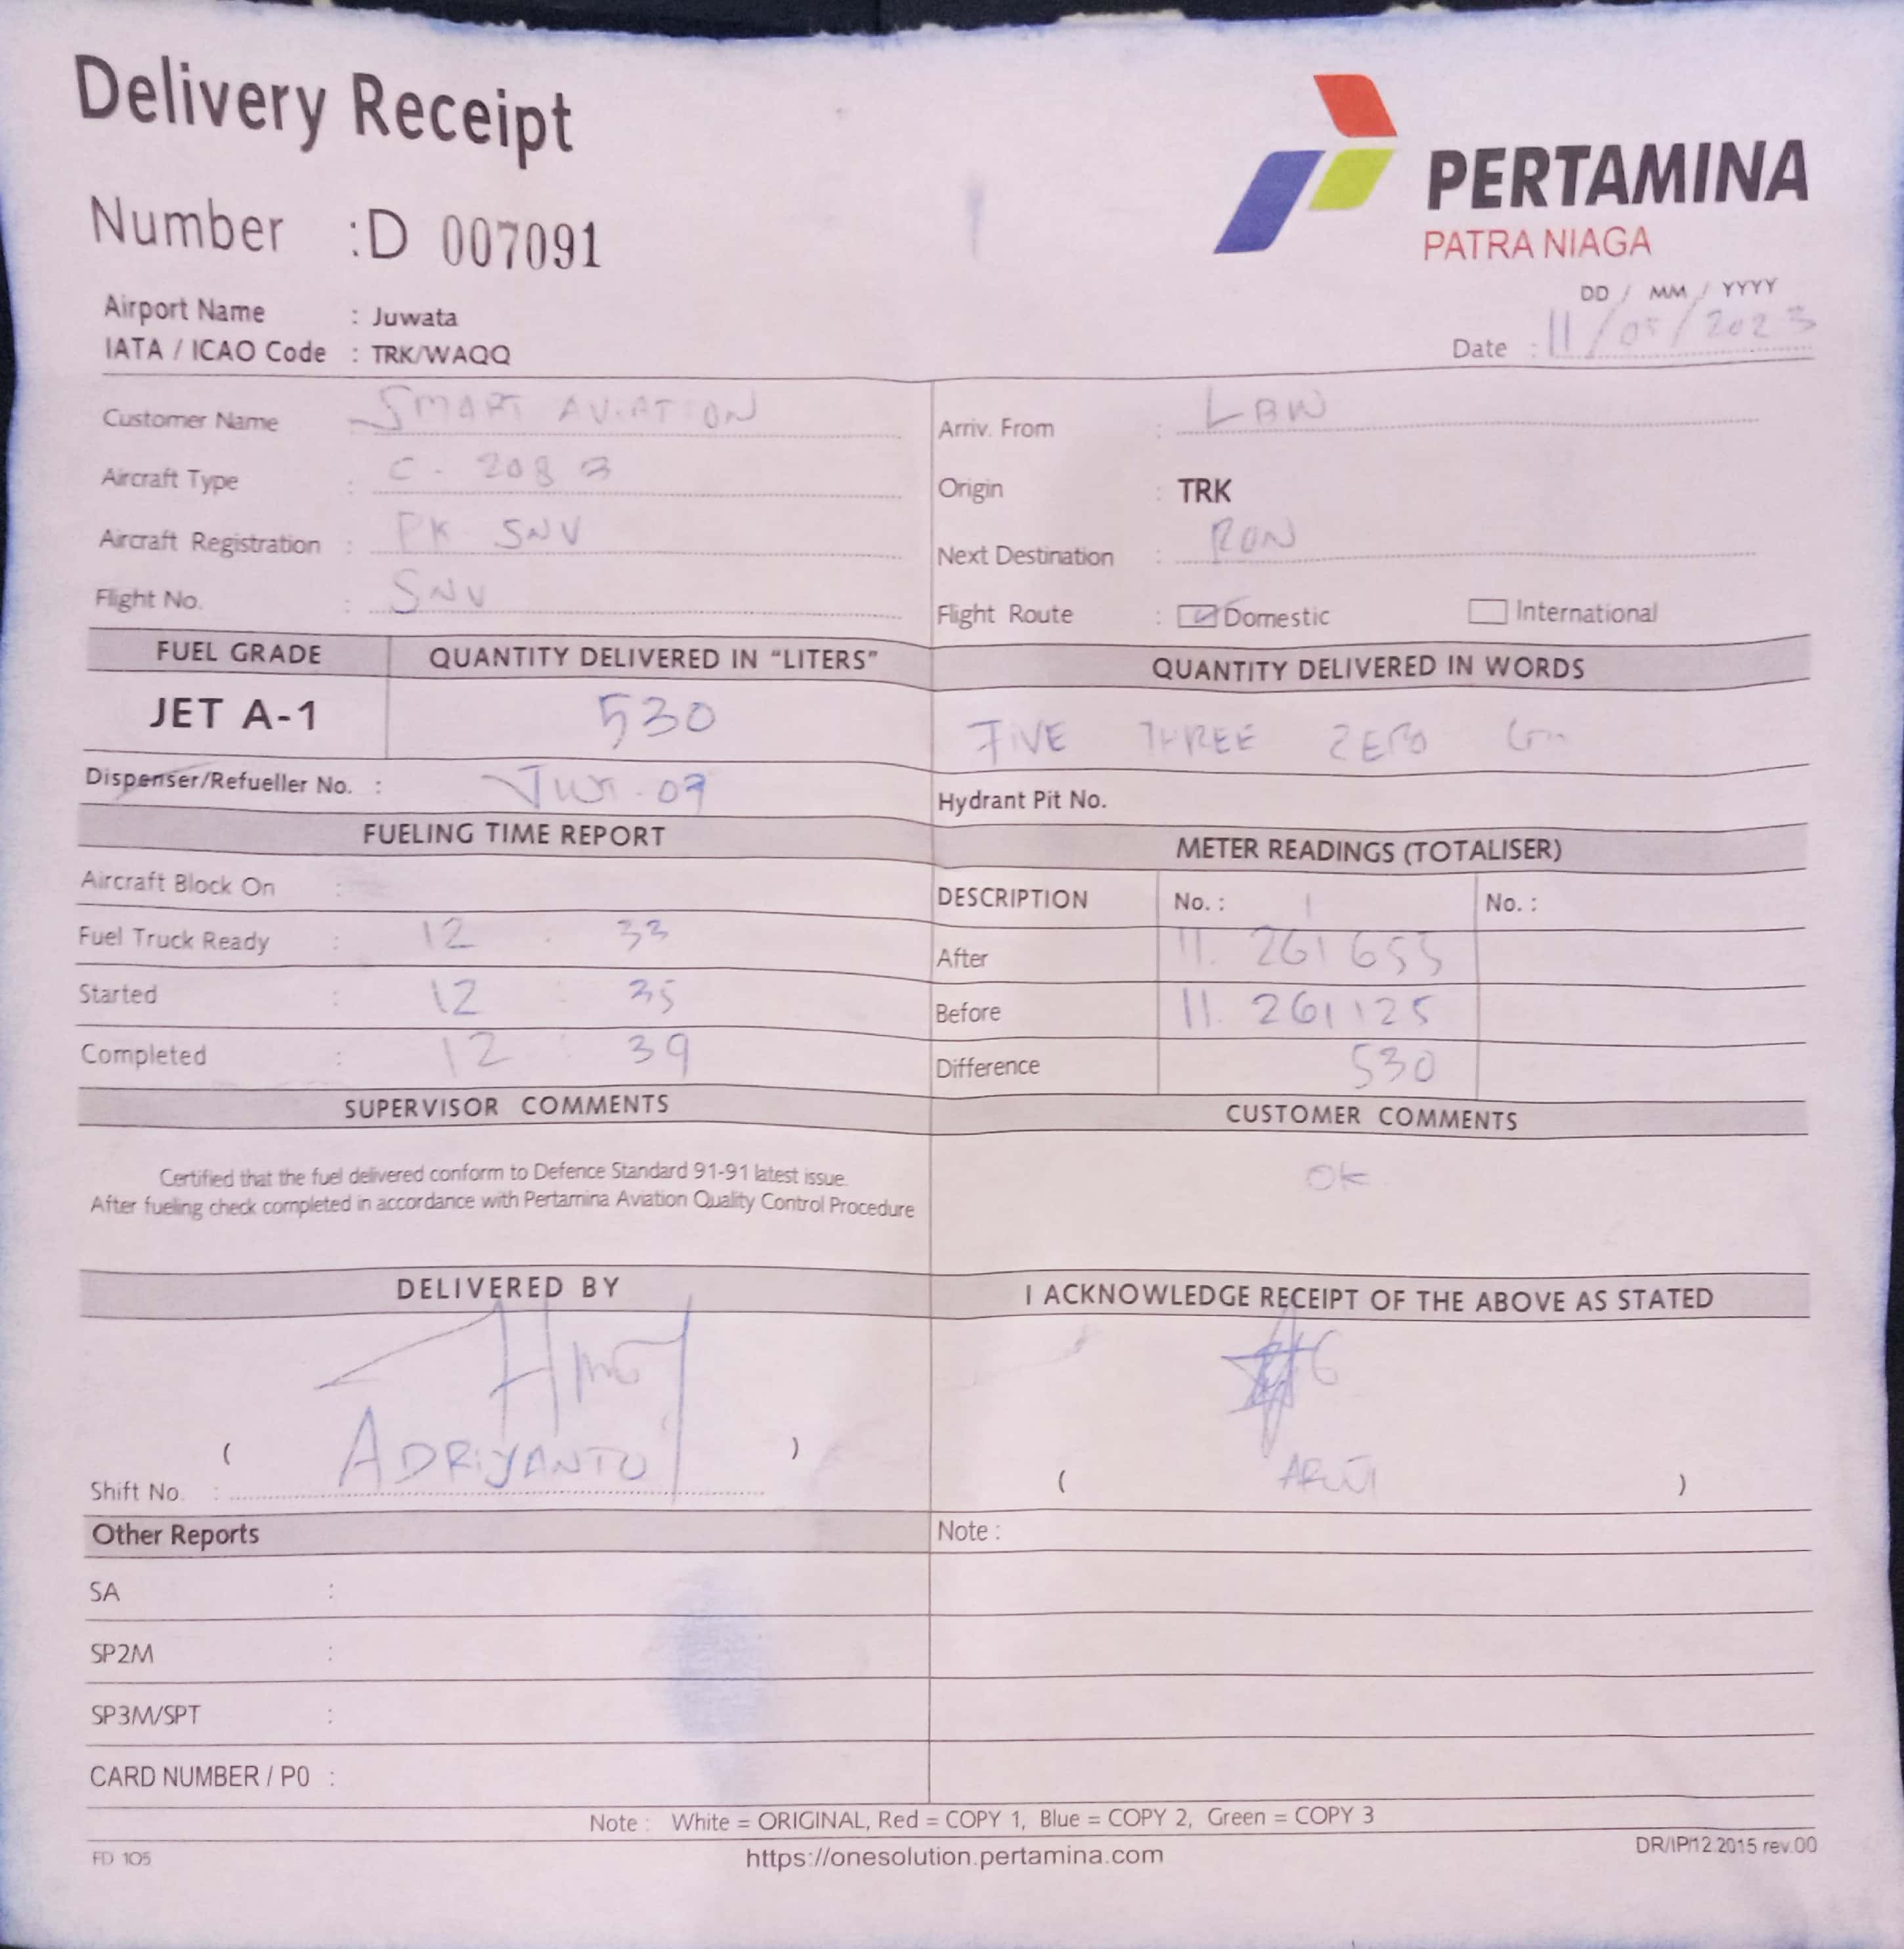 Delivery Receipt
PERTAMINA
PATRA NIAGA
Number :D 007091
DD / MM / YYYY
Airport Name : Juwata
IATA / ICAO Code : TRK/WAQQ
Date : 11/05/2023
Customer Name SMART AVIATION
Arriv. From : LBW
Aircraft Type : C - 208 B
Origin : TRK
Aircraft Registration : PK SNV
Next Destination : RON
Flight No. : SNV
Flight Route : Domestic International
FUEL GRADE QUANTITY DELIVERED IN "LITERS" QUANTITY DELIVERED IN WORDS
JET A-1 530 FIVE THREE ZERO
Dispenser/Refueller No. : 07
Hydrant Pit No.
FUELING TIME REPORT METER READINGS (TOTALISER)
Aircraft Block On :
DESCRIPTION No. : 1 No. :
Fuel Truck Ready : 12 : 33
After 11. 261 655
Started : 12 : 35
Before 11. 261125
Completed : 12 : 39
Difference 530
SUPERVISOR COMMENTS CUSTOMER COMMENTS
Certified that the fuel delivered conform to Defence Standard 91-91 latest issue.
After fueling check completed in accordance with Pertamina Aviation Quality Control Procedure
OK
DELIVERED BY I ACKNOWLEDGE RECEIPT OF THE ABOVE AS STATED
( ADRIYANTO )
Shift No. :
( )
Other Reports Note :
SA :
SP2M :
SP3M/SPT :
CARD NUMBER / P0 :
Note : White = ORIGINAL, Red = COPY 1, Blue = COPY 2, Green = COPY 3
FD 105 https://onesolution.pertamina.com DR/IP/12.2015 rev.00